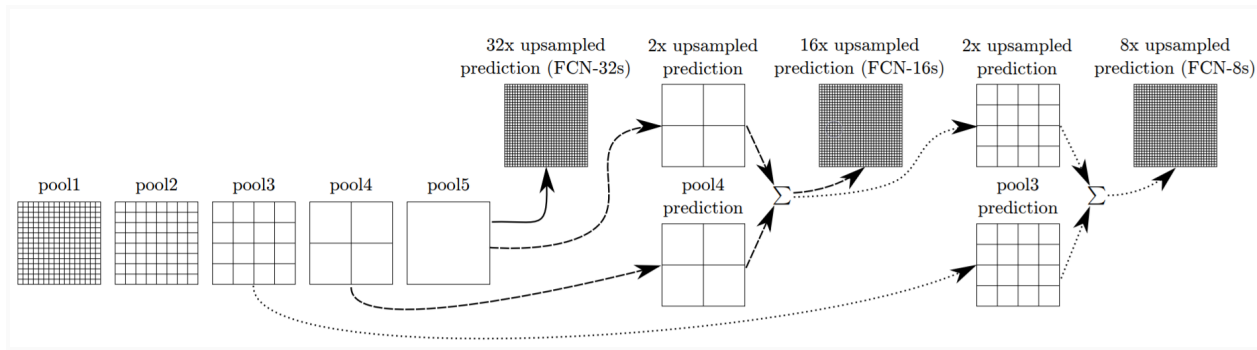 32x upsampled
prediction (FCN-32s)
2x upsampled
prediction
16x upsampled
prediction (FCN-16s)
2x upsampled
prediction
8x upsampled
prediction (FCN-8s)
pool1
pool2
pool3
pool4
pool5
pool4
prediction
∑
pool3
prediction
∑